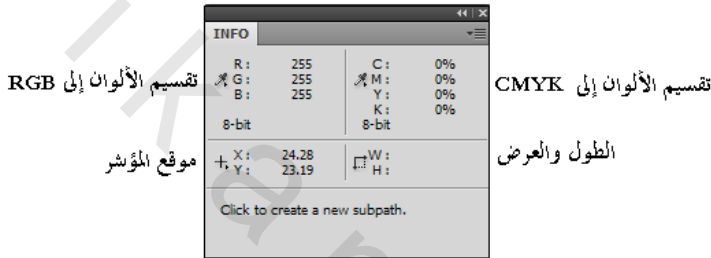 INFO
R: 255 C: 0%
تقسيم الألوان إلى RGB G: 255 M: 0% تقسيم الألوان إلى CMYK
B: 255 Y: 0%
K: 0%
8-bit 8-bit
موقع المؤشر X: 24.28 W: الطول والعرض
Y: 23.19 H:
Click to create a new subpath.